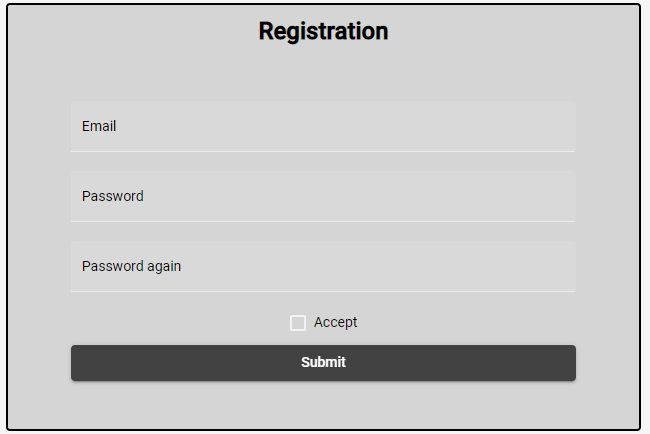 Registration
Email
Password
Password again
Accept
Submit